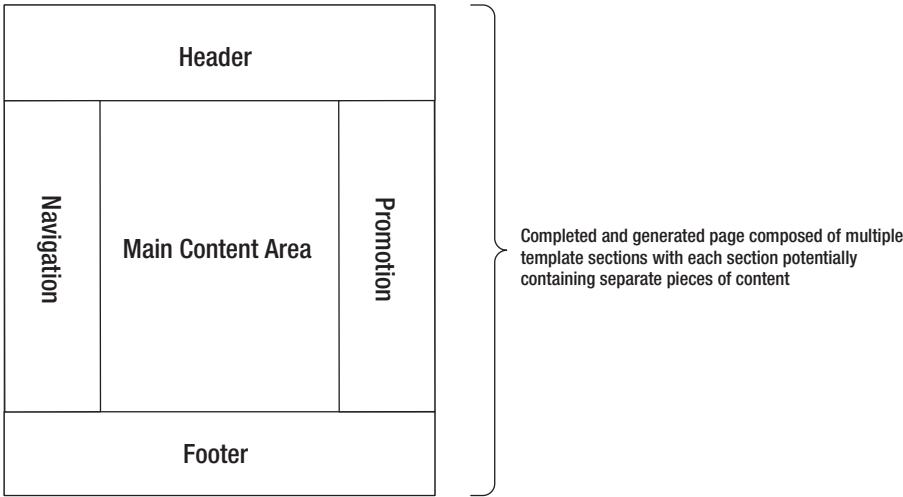 Header
Navigation
Main Content Area
Promotion
Completed and generated page composed of multiple
template sections with each section potentially
containing separate pieces of content
Footer